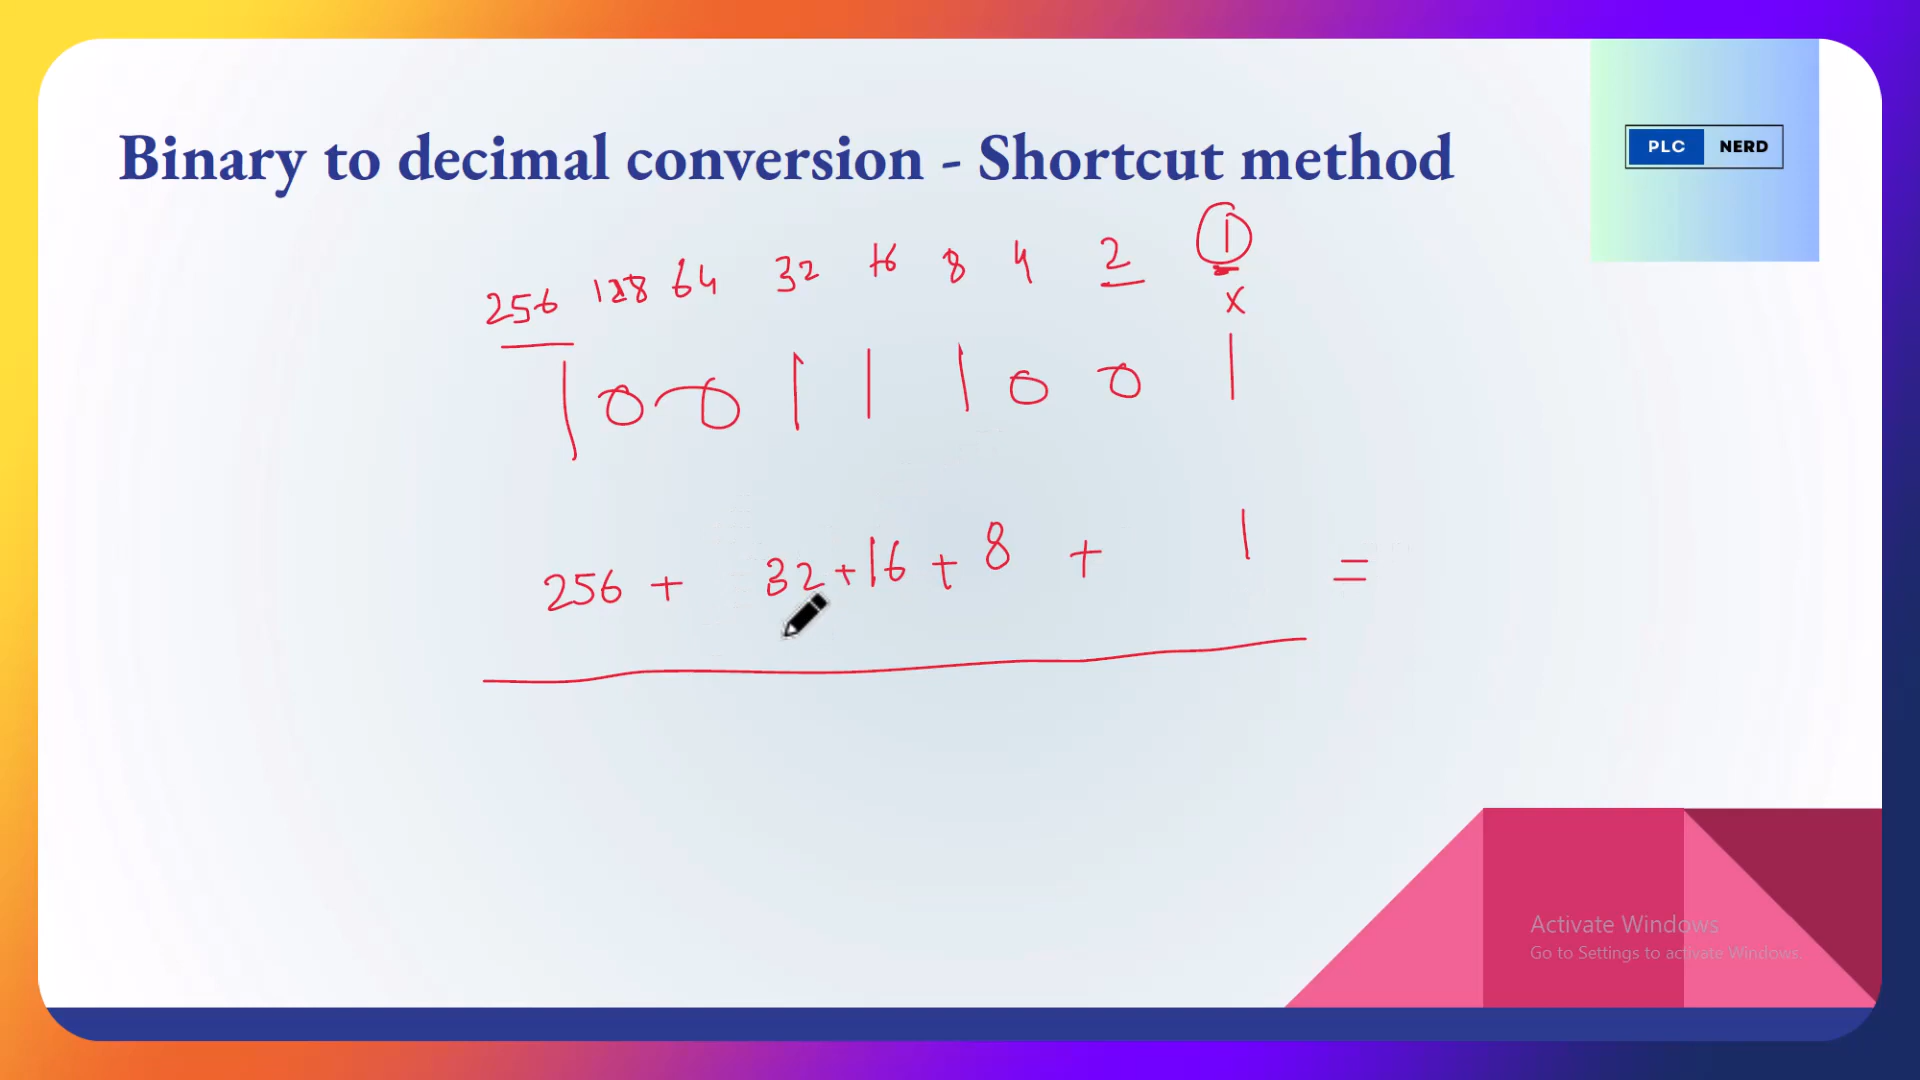 Binary to decimal conversion - Shortcut method
PLC NERD
256 128 64 32 16 8 4 2 1
x
1 0 0 1 1 1 0 0 1
256 + 32 + 16 + 8 + 1 =
Activate Windows
Go to Settings to activate Windows.